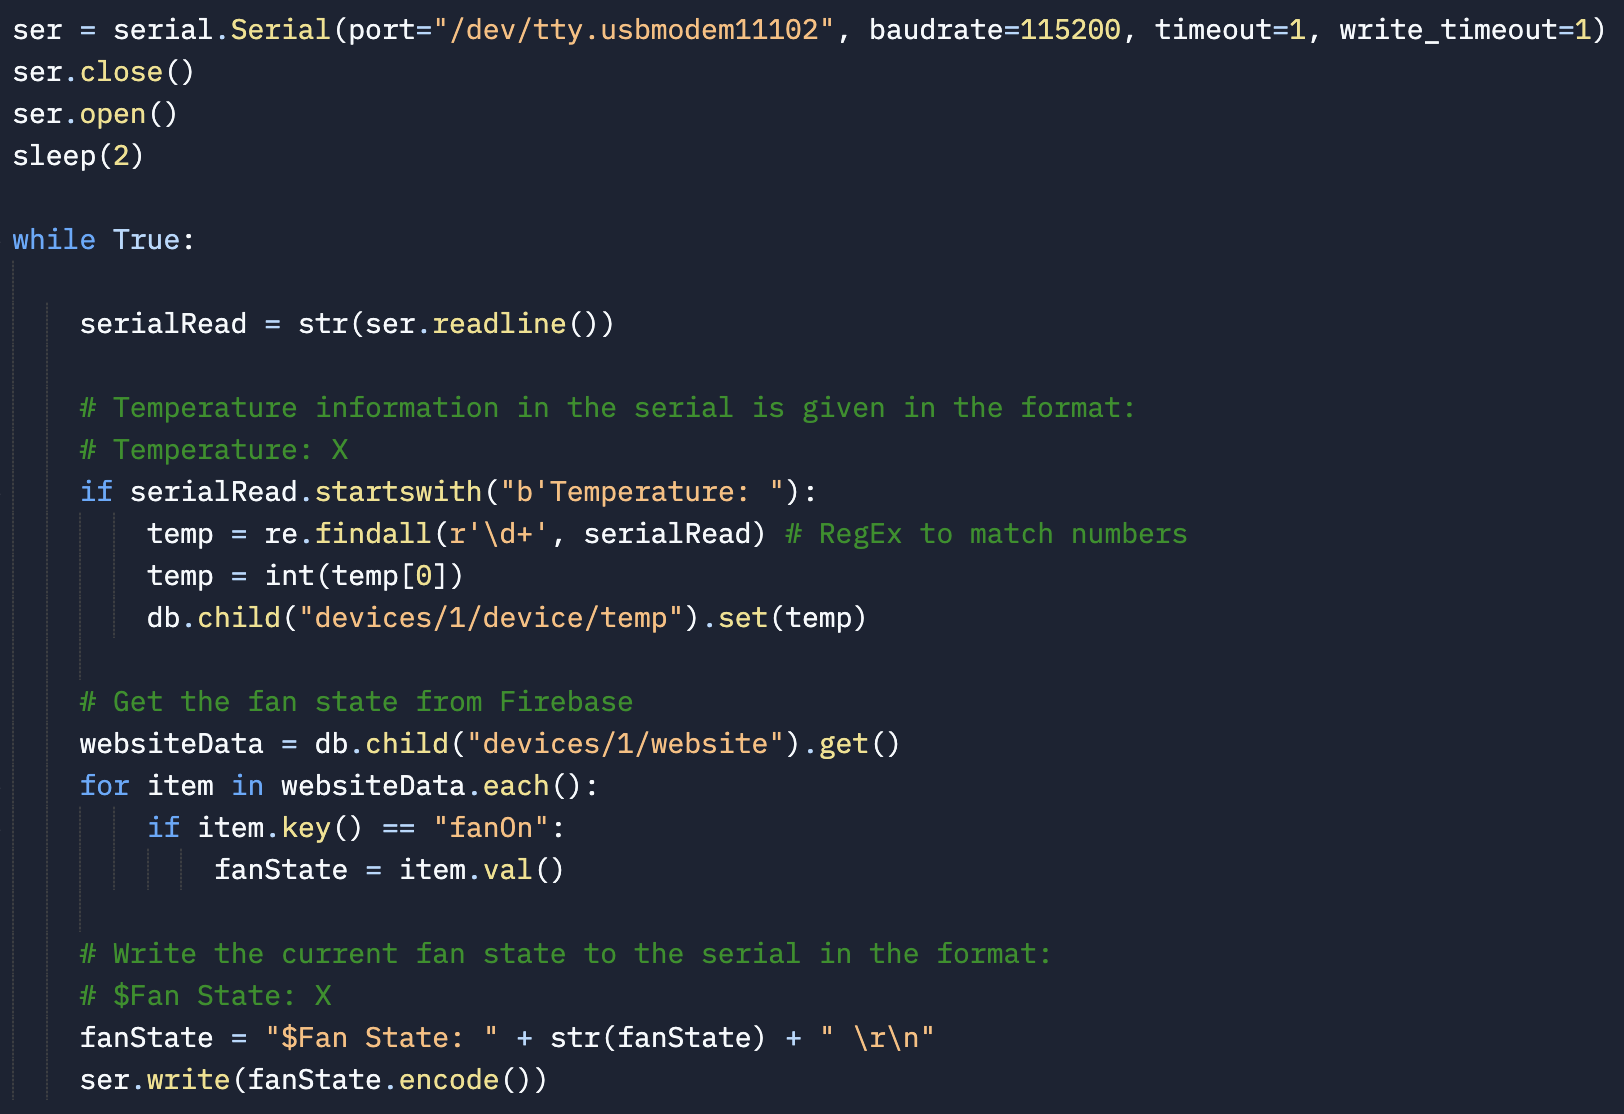 ser = serial.Serial(port="/dev/tty.usbmodem11102", baudrate=115200, timeout=1, write_timeout=1)
ser.close()
ser.open()
sleep(2)

while True:

    serialRead = str(ser.readline())

    # Temperature information in the serial is given in the format:
    # Temperature: X
    if serialRead.startswith("b'Temperature: "):
        temp = re.findall(r'\d+', serialRead) # RegEx to match numbers
        temp = int(temp[0])
        db.child("devices/1/device/temp").set(temp)

    # Get the fan state from Firebase
    websiteData = db.child("devices/1/website").get()
    for item in websiteData.each():
        if item.key() == "fanOn":
            fanState = item.val()

    # Write the current fan state to the serial in the format:
    # $Fan State: X
    fanState = "$Fan State: " + str(fanState) + " \r\n"
    ser.write(fanState.encode())